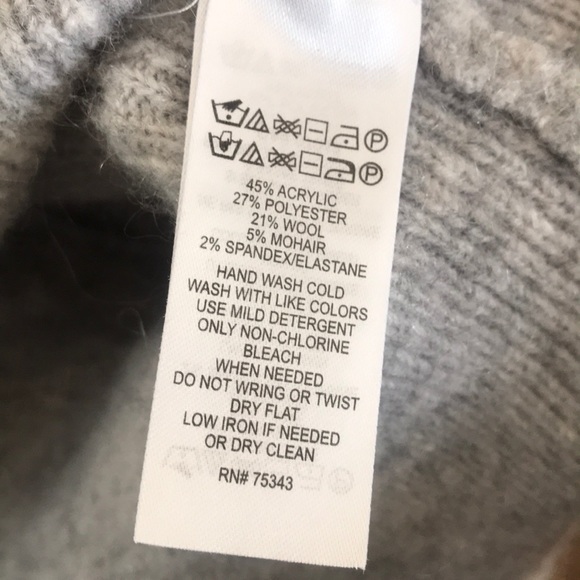 45% ACRYLIC
27% POLYESTER
21% WOOL
5% MOHAIR
2% SPANDEX/ELASTANE
HAND WASH COLD
WASH WITH LIKE COLORS
USE MILD DETERGENT
ONLY NON-CHLORINE
BLEACH
WHEN NEEDED
DO NOT WRING OR TWIST
DRY FLAT
LOW IRON IF NEEDED
OR DRY CLEAN
RN# 75343